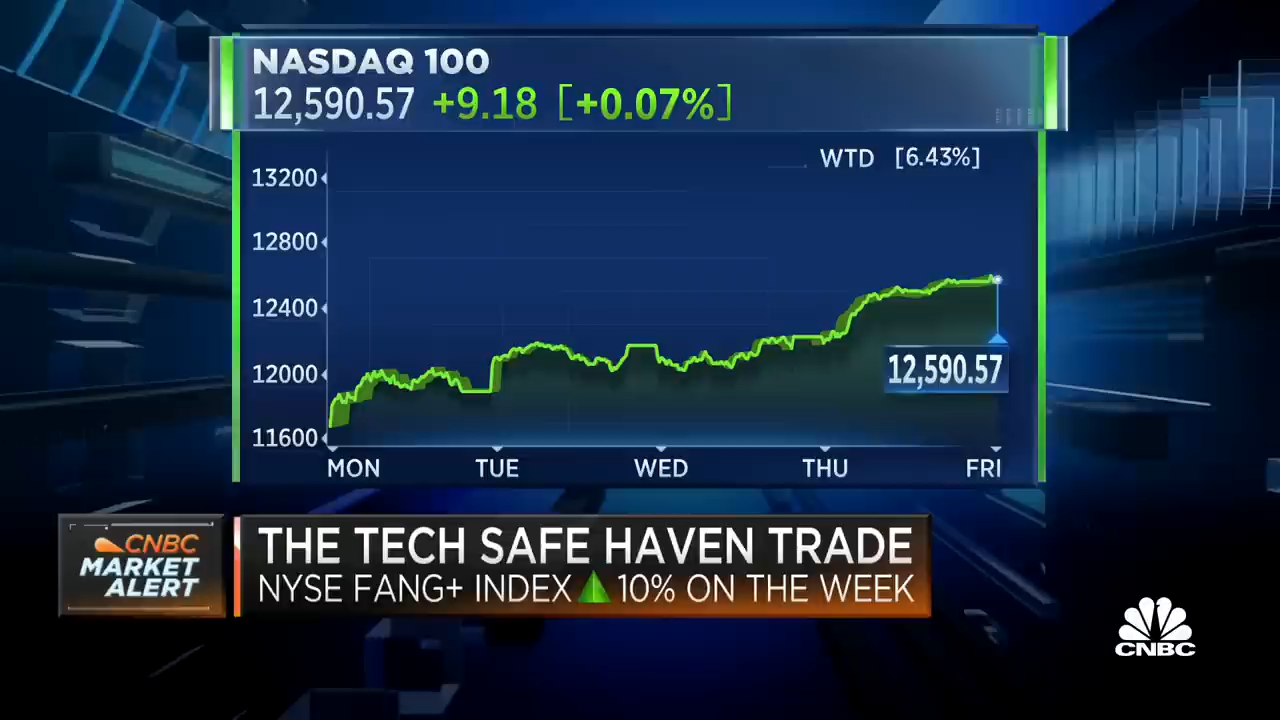 NASDAQ 100
12,590.57 +9.18 [+0.07%]
WTD [6.43%]
13200
12800
12400
12000
11600
12,590.57
MON TUE WED THU FRI
CNBC
MARKET
ALERT
THE TECH SAFE HAVEN TRADE
NYSE FANG+ INDEX ▲ 10% ON THE WEEK
CNBC